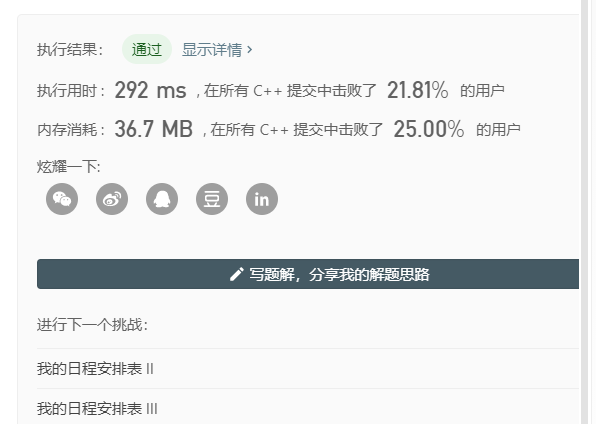 执行结果： 通过 显示详情 ›
执行用时：292 ms ，在所有 C++ 提交中击败了 21.81% 的用户
内存消耗：36.7 MB ，在所有 C++ 提交中击败了 25.00% 的用户
炫耀一下:
豆 in
写题解，分享我的解题思路
进行下一个挑战：
我的日程安排表 II
我的日程安排表 III